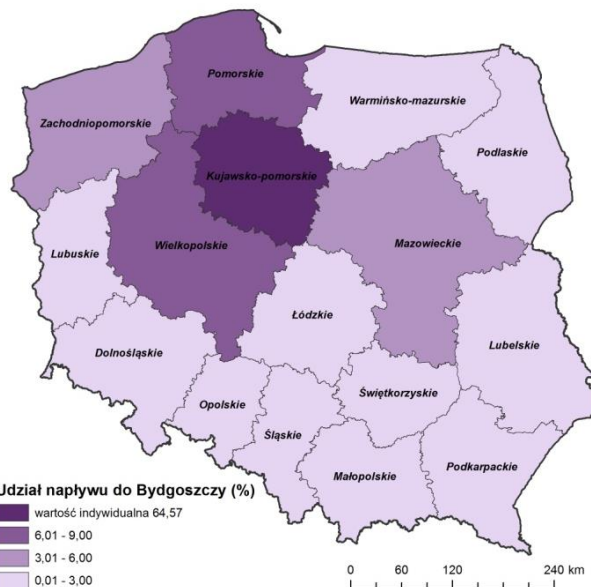 Pomorskie
Warmińsko-mazurskie
Zachodniopomorskie
Podlaskie
Kujawsko-pomorskie
Wielkopolskie
Mazowieckie
Lubuskie
Łódzkie
Lubelskie
Dolnośląskie
Świętkorzyskie
Opolskie
Śląskie
Podkarpackie
Małopolskie
Udział napływu do Bydgoszczy (%)
wartość indywidualna 64,57
6,01 - 9,00
3,01 - 6,00
0,01 - 3,00
0 60 120 240 km